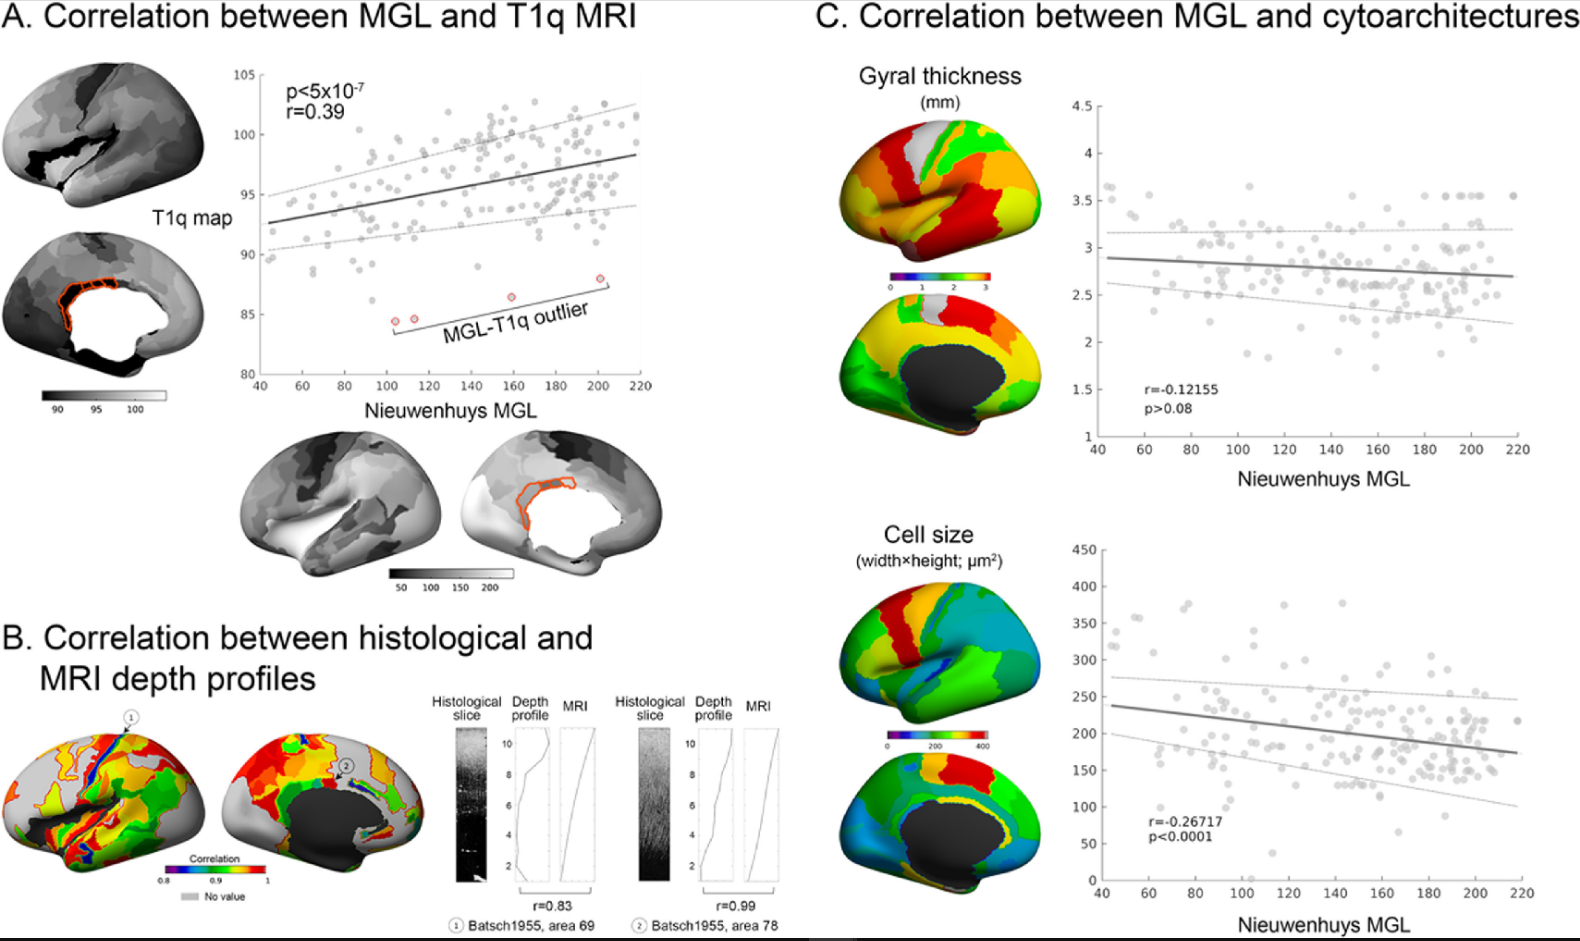 A. Correlation between MGL and T1q MRI
105
100
95
90
85
80
p<5x10-7
r=0.39
T1q map
MGL-T1q outlier
40 60 80 100 120 140 160 180 200 220
Nieuwenhuys MGL
90 95 100
50 100 150 200
B. Correlation between histological and
MRI depth profiles
1
2
Correlation
0.8 0.9 1
No value
Histological
slice
Depth
profile
MRI
10
8
6
4
2
r=0.83
1 Batsch1955, area 69
Histological
slice
Depth
profile
MRI
10
8
6
4
2
r=0.99
2 Batsch1955, area 78
C. Correlation between MGL and cytoarchitectures
Gyral thickness
(mm)
0 1 2 3
4.5
4
3.5
3
2.5
2
1.5
1
r=-0.12155
p>0.08
40 60 80 100 120 140 160 180 200 220
Nieuwenhuys MGL
Cell size
(width×height; µm²)
0 200 400
450
400
350
300
250
200
150
100
50
0
r=-0.26717
p<0.0001
40 60 80 100 120 140 160 180 200 220
Nieuwenhuys MGL